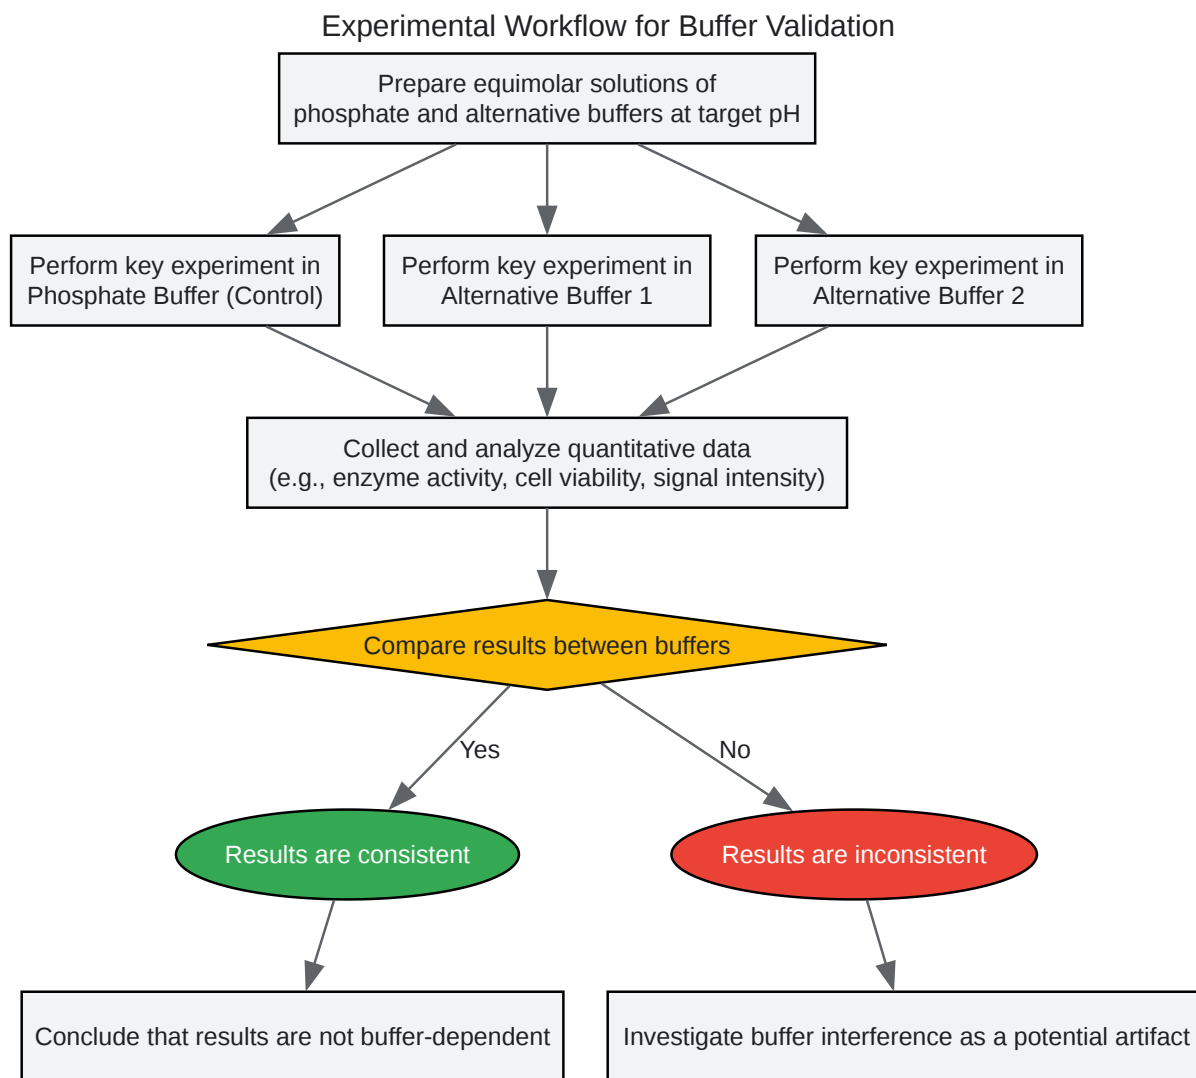 Experimental Workflow for Buffer Validation
Prepare equimolar solutions of
phosphate and alternative buffers at target pH
Perform key experiment in
Phosphate Buffer (Control)
Perform key experiment in
Alternative Buffer 1
Perform key experiment in
Alternative Buffer 2
Collect and analyze quantitative data
(e.g., enzyme activity, cell viability, signal intensity)
Compare results between buffers
Yes
No
Results are consistent
Results are inconsistent
Conclude that results are not buffer-dependent
Investigate buffer interference as a potential artifact